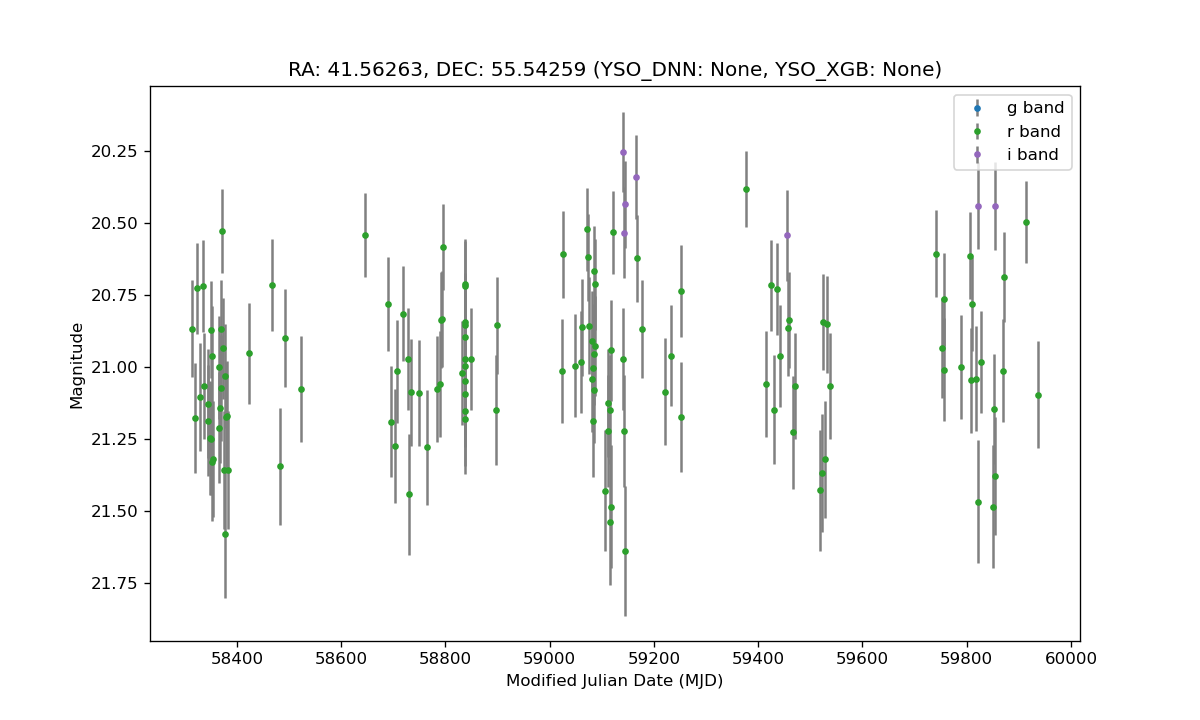 RA: 41.56263, DEC: 55.54259 (YSO_DNN: None, YSO_XGB: None)
g band
r band
i band
Magnitude
20.25
20.50
20.75
21.00
21.25
21.50
21.75
58400 58600 58800 59000 59200 59400 59600 59800 60000
Modified Julian Date (MJD)